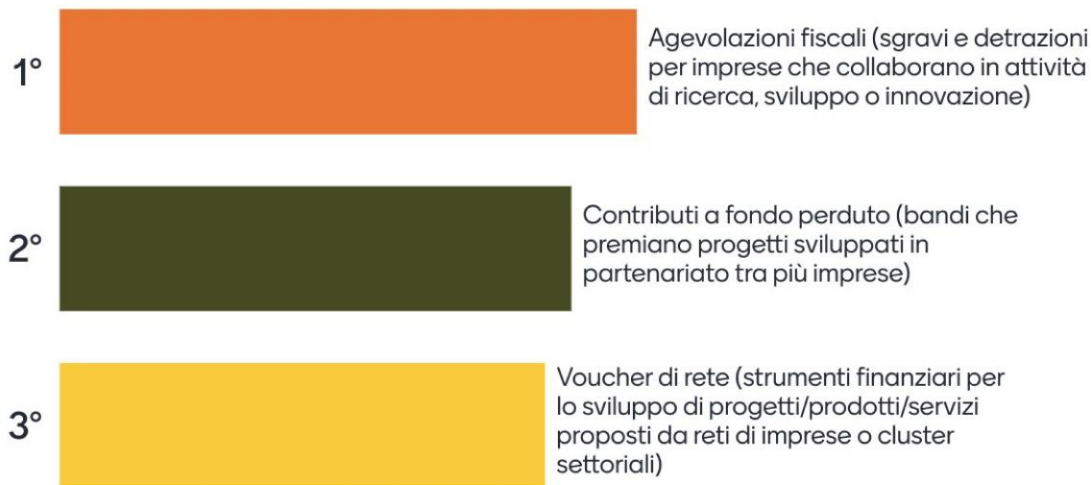 1°
Agevolazioni fiscali (sgravi e detrazioni
per imprese che collaborano in attività
di ricerca, sviluppo o innovazione)
2°
Contributi a fondo perduto (bandi che
premiano progetti sviluppati in
partenariato tra più imprese)
3°
Voucher di rete (strumenti finanziari per
lo sviluppo di progetti/prodotti/servizi
proposti da reti di imprese o cluster
settoriali)